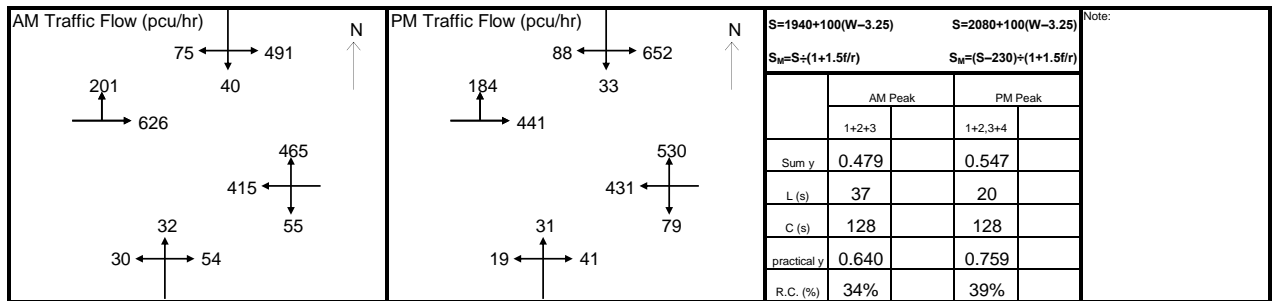 AM Traffic Flow (pcu/hr)
N
75 491
40
201
626
465
415
55
32
30 54
PM Traffic Flow (pcu/hr)
N
88 652
33
184
441
530
431
79
31
19 41
S=1940+100(W–3.25) S=2080+100(W–3.25)
SM=S÷(1+1.5f/r) SM=(S–230)÷(1+1.5f/r)
AM Peak PM Peak
1+2+3 1+2,3+4
Sum y 0.479 0.547
L (s) 37 20
C (s) 128 128
practical y 0.640 0.759
R.C. (%) 34% 39%
Note: